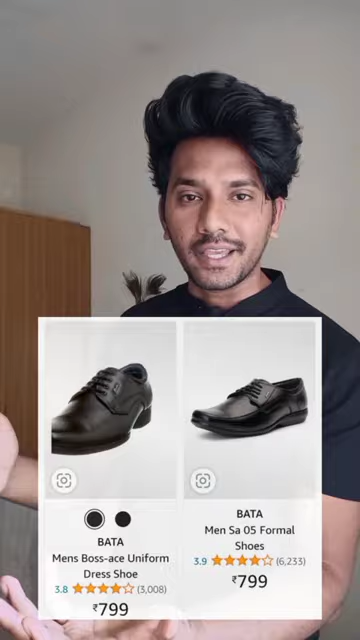 BATA
Mens Boss-ace Uniform
Dress Shoe
3.8 (3,008)
₹799
BATA
Men Sa 05 Formal
Shoes
3.9 (6,233)
₹799